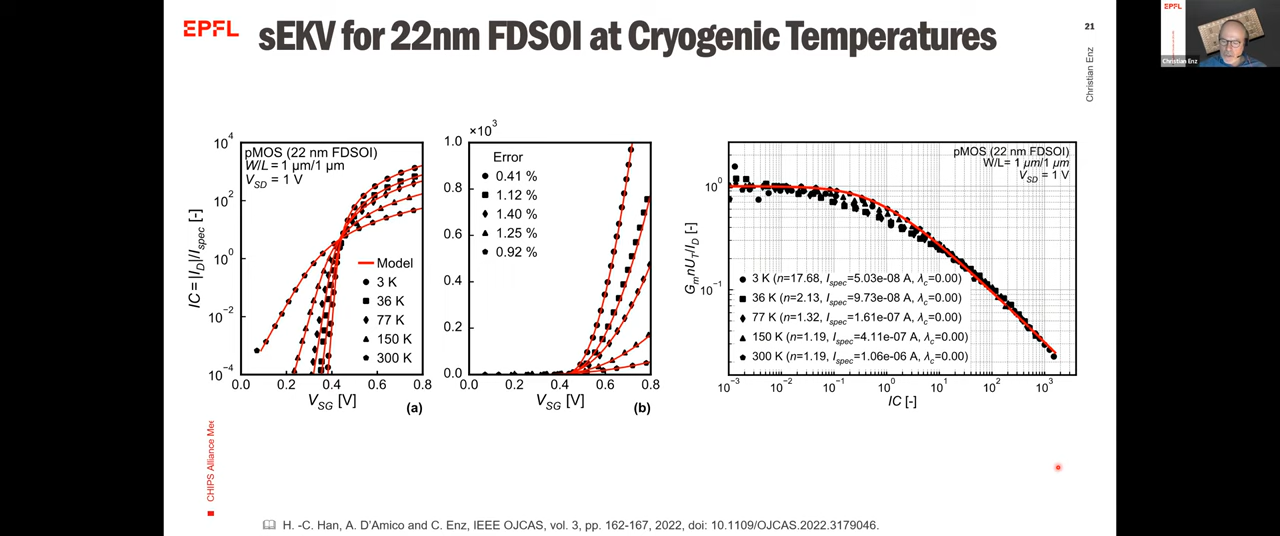 EPFL
sEKV for 22nm FDSOI at Cryogenic Temperatures
21
Christian Enz
EPFL
Christian Enz
pMOS (22 nm FDSOI)
W/L = 1 µm/1 µm
V_SD = 1 V
10^4
10^2
10^0
10^−2
10^−4
IC = |I_D|/I_spec [-]
Model
3 K
36 K
77 K
150 K
300 K
0.0 0.2 0.4 0.6 0.8
V_SG [V]
(a)
×10^3
1.0
0.8
0.6
0.4
0.2
0.0
Error
0.41 %
1.12 %
1.40 %
1.25 %
0.92 %
0.0 0.2 0.4 0.6 0.8
V_SG [V]
(b)
pMOS (22 nm FDSOI)
W/L= 1 µm/1 µm
V_SD = 1 V
10^0
10^−1
G_m nU_T/I_D [-]
3 K (n=17.68, I_spec=5.03e-08 A, λ_c=0.00)
36 K (n=2.13, I_spec=9.73e-08 A, λ_c=0.00)
77 K (n=1.32, I_spec=1.61e-07 A, λ_c=0.00)
150 K (n=1.19, I_spec=4.11e-07 A, λ_c=0.00)
300 K (n=1.19, I_spec=1.06e-06 A, λ_c=0.00)
10^−3 10^−2 10^−1 10^0 10^1 10^2 10^3
IC [-]
CHIPS Alliance Mee
H. -C. Han, A. D'Amico and C. Enz, IEEE OJCAS, vol. 3, pp. 162-167, 2022, doi: 10.1109/OJCAS.2022.3179046.